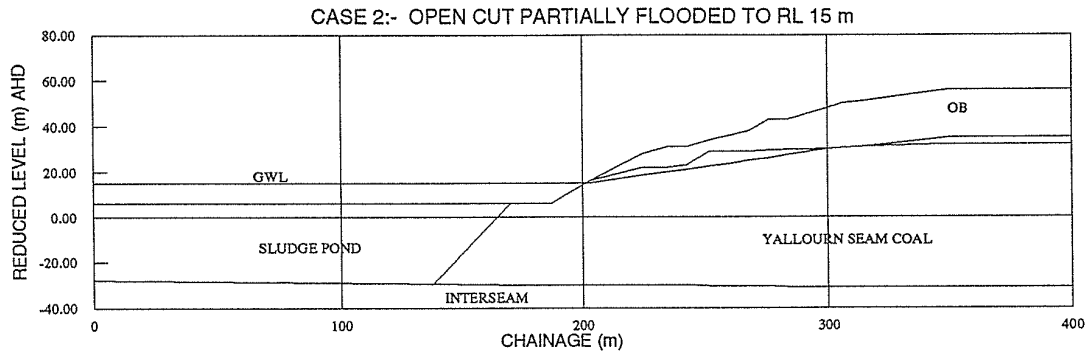 CASE 2:- OPEN CUT PARTIALLY FLOODED TO RL 15 m
REDUCED LEVEL (m) AHD
80.00
60.00
40.00
20.00
0.00
-20.00
-40.00
OB
GWL
SLUDGE POND
YALLOURN SEAM COAL
INTERSEAM
0
100
200
300
400
CHAINAGE (m)